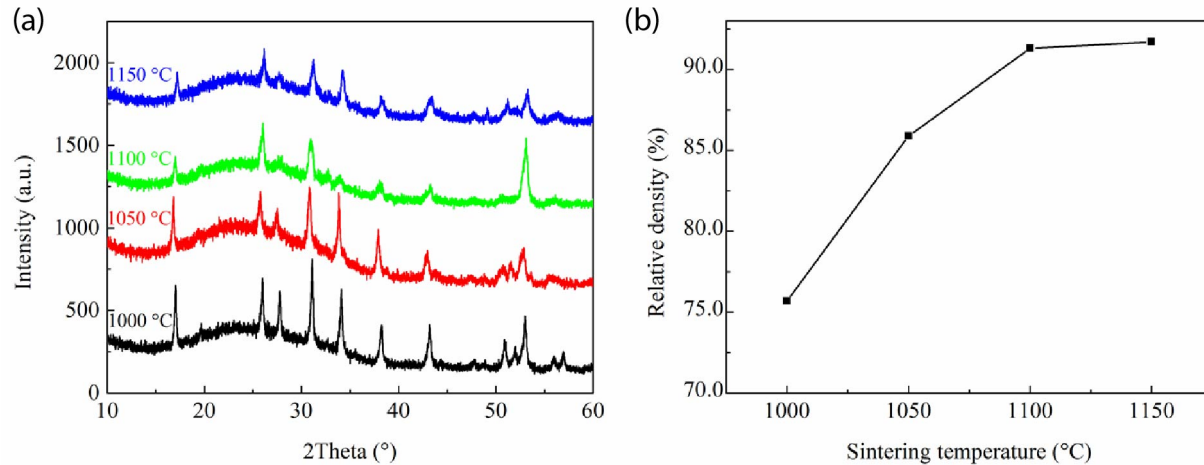 (a)
2000
1500
1000
500
0
Intensity (a.u.)
1150 °C
1100 °C
1050 °C
1000 °C
10 20 30 40 50 60
2Theta (°)
(b)
90.0
85.0
80.0
75.0
70.0
Relative density (%)
1000 1050 1100 1150
Sintering temperature (°C)